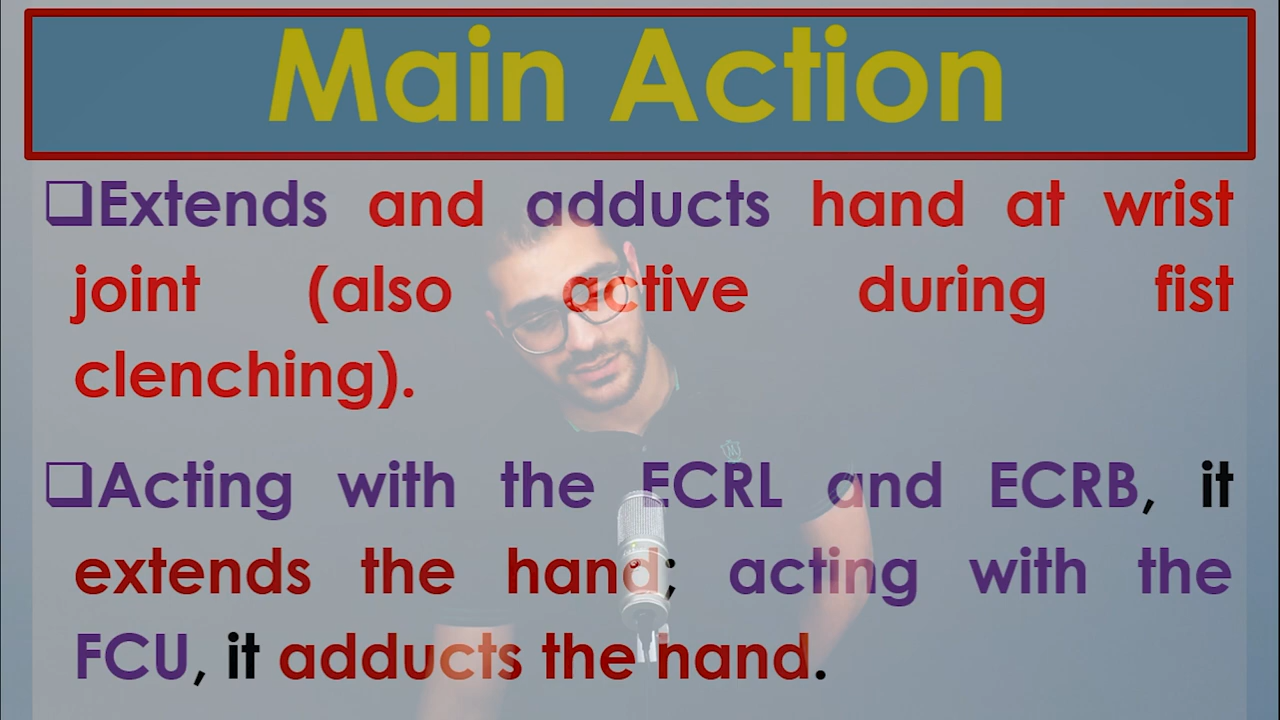 Main Action
❑Extends and adducts hand at wrist
joint (also active during fist
clenching).
❑Acting with the ECRL and ECRB, it
extends the hand; acting with the
FCU, it adducts the hand.